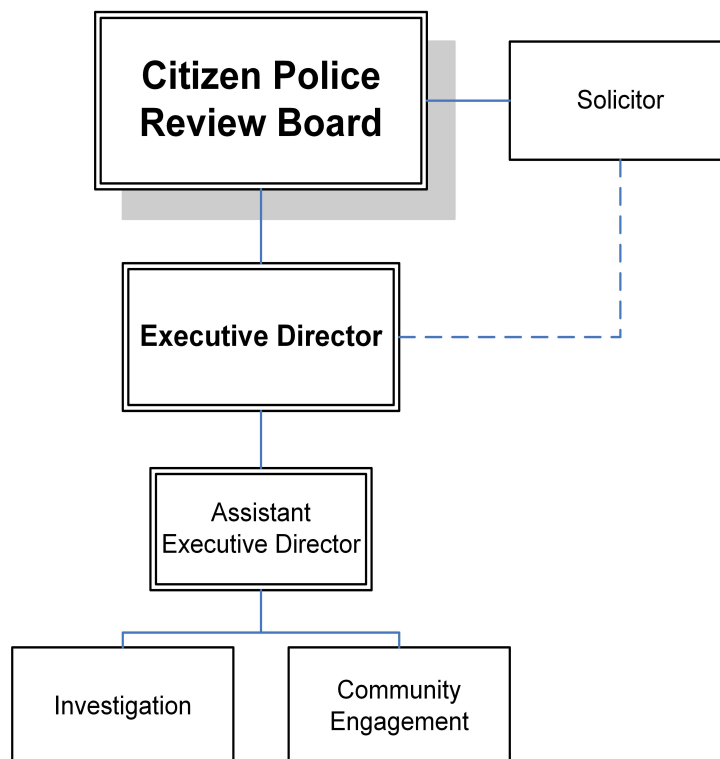 Citizen Police
Review Board
Solicitor
Executive Director
Assistant
Executive Director
Investigation
Community
Engagement